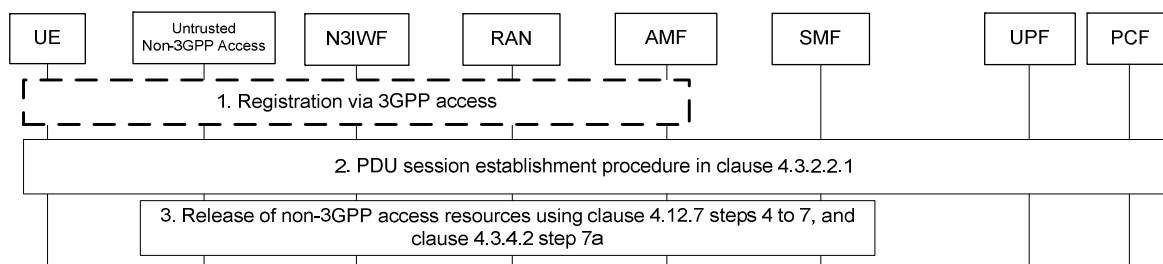 UE
Untrusted
Non-3GPP Access
N3IWF
RAN
AMF
SMF
UPF
PCF
1. Registration via 3GPP access
2. PDU session establishment procedure in clause 4.3.2.2.1
3. Release of non-3GPP access resources using clause 4.12.7 steps 4 to 7, and
clause 4.3.4.2 step 7a